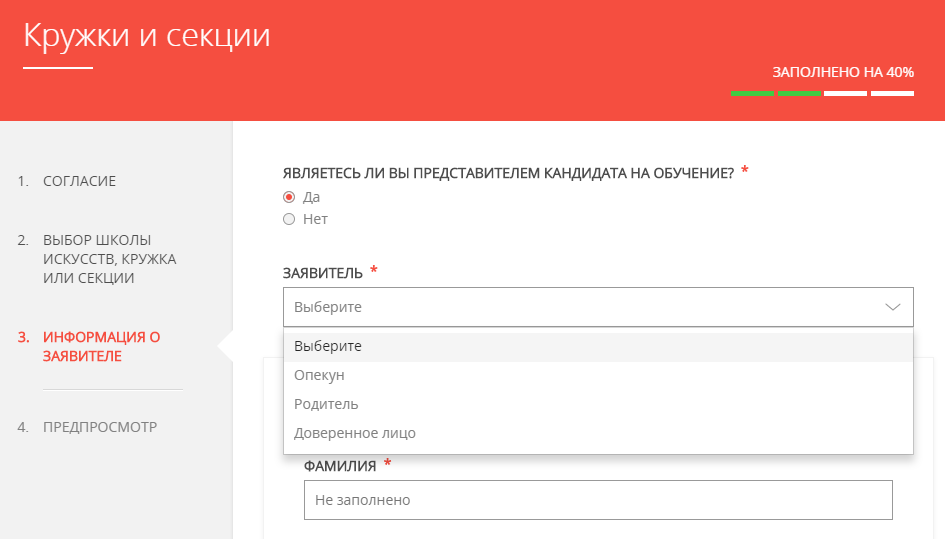 Кружки и секции
ЗАПОЛНЕНО НА 40%
1. СОГЛАСИЕ
2. ВЫБОР ШКОЛЫ
ИСКУССТВ, КРУЖКА
ИЛИ СЕКЦИИ
3. ИНФОРМАЦИЯ О
ЗАЯВИТЕЛЕ
4. ПРЕДПРОСМОТР
ЯВЛЯЕТЕСЬ ЛИ ВЫ ПРЕДСТАВИТЕЛЕМ КАНДИДАТА НА ОБУЧЕНИЕ? *
Да
Нет
ЗАЯВИТЕЛЬ *
Выберите
Выберите
Опекун
Родитель
Доверенное лицо
ФАМИЛИЯ *
Не заполнено